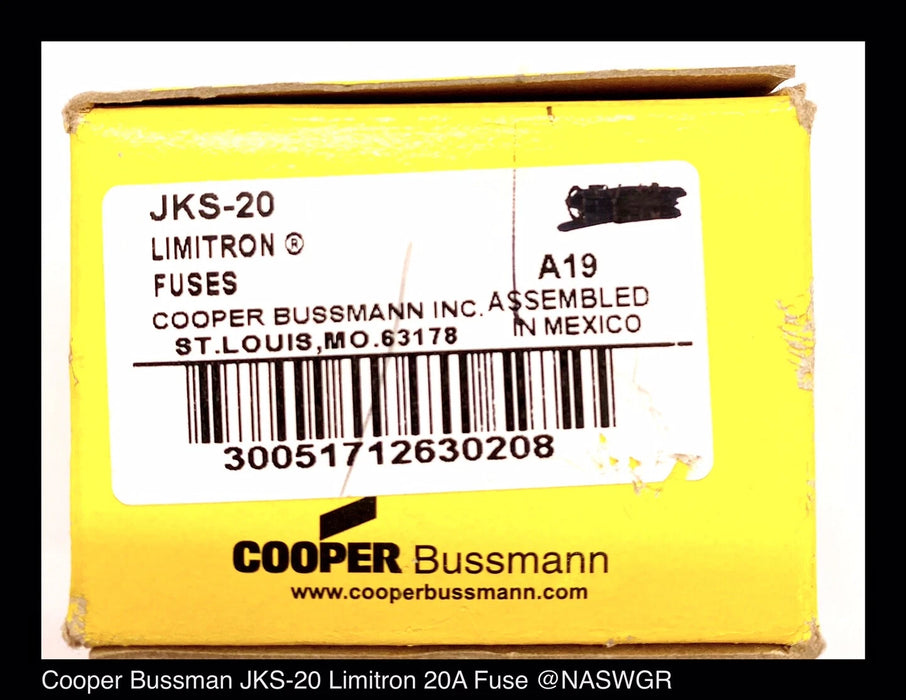 JKS-20
LIMITRON ®
FUSES
A19
COOPER BUSSMANN INC. ASSEMBLED
ST.LOUIS,MO.63178 IN MEXICO
30051712630208
COOPER Bussmann
www.cooperbussmann.com
Cooper Bussman JKS-20 Limitron 20A Fuse @NASWGR